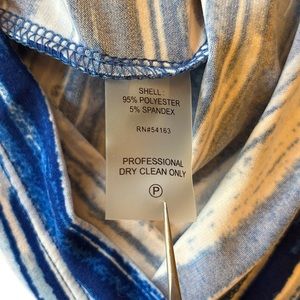 SHELL:
95% POLYESTER
5% SPANDEX
RN#54163
PROFESSIONAL
DRY CLEAN ONLY
P